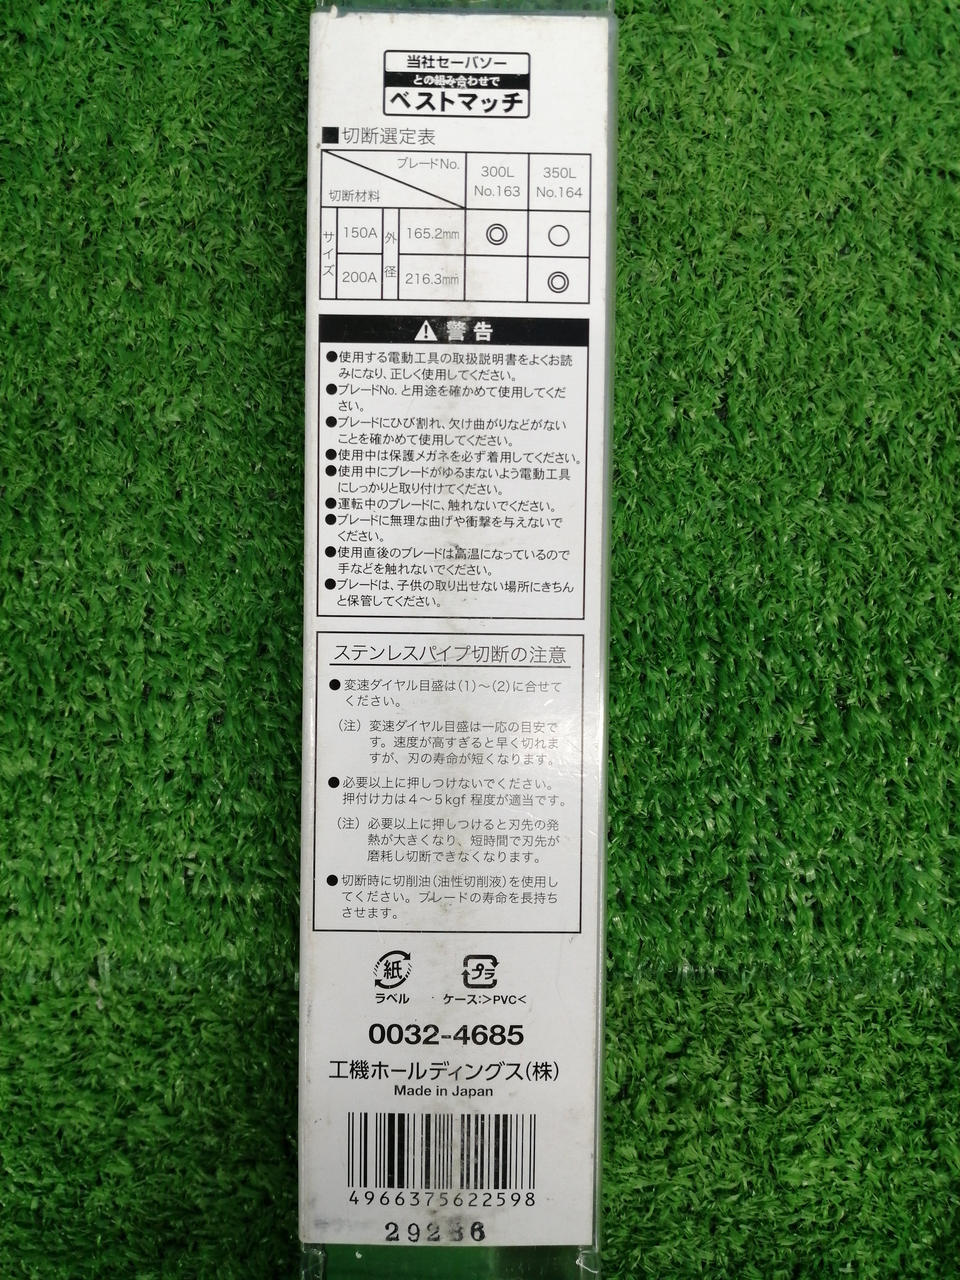 当社セーバソー
との組み合わせで
ベストマッチ
■切断選定表
ブレードNo. 300L No.163 350L No.164
切断材料
サイズ 150A 外径 165.2mm ◎ ○
200A 216.3mm ◎
⚠ 警告
●使用する電動工具の取扱説明書をよくお読
みになり、正しく使用してください。
●ブレードNo. と用途を確かめて使用してくだ
さい。
●ブレードにひび割れ、欠け曲がりなどがない
ことを確かめて使用してください。
●使用中は保護メガネを必ず着用してください。
●使用中にブレードがゆるまないよう電動工具
にしっかりと取り付けてください。
●運転中のブレードに、触れないでください。
●ブレードに無理な曲げや衝撃を与えないで
ください。
●使用直後のブレードは高温になっているので
手などを触れないでください。
●ブレードは、子供の取り出せない場所にきちん
と保管してください。
ステンレスパイプ切断の注意
●変速ダイヤル目盛は(1)～(2)に合せて
ください。
(注) 変速ダイヤル目盛は一応の目安で
す。速度が高すぎると早く切れま
すが、刃の寿命が短くなります。
●必要以上に押しつけないでください。
押付け力は4～5kgf 程度が適当です。
(注) 必要以上に押しつけると刃先の発
熱が大きくなり、短時間で刃先が
磨耗し切断できなくなります。
●切断時に切削油(油性切削液)を使用し
てください。ブレードの寿命を長持ち
させます。
紙 プラ
ラベル ケース:>PVC<
0032-4685
工機ホールディングス(株)
Made in Japan
4966375622598